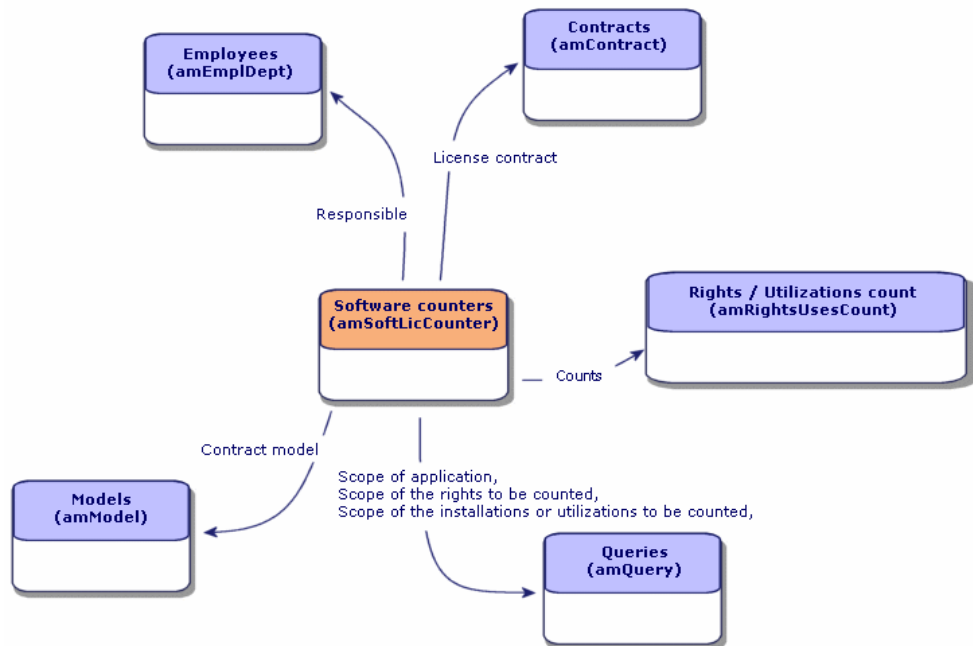 Contracts
(amContract)
Employees
(amEmplDept)
License contract
Responsible
Rights / Utilizations count
(amRightsUsesCount)
Software counters
(amSoftLicCounter)
Counts
Contract model
Scope of application,
Scope of the rights to be counted,
Scope of the installations or utilizations to be counted,
Models
(amModel)
Queries
(amQuery)